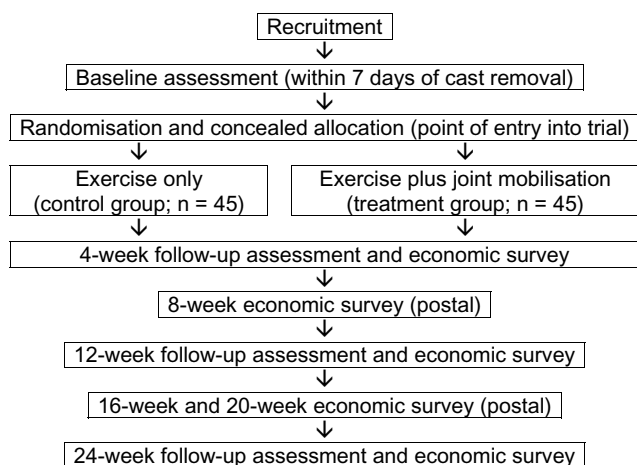 Recruitment
Baseline assessment (within 7 days of cast removal)
Randomisation and concealed allocation (point of entry into trial)
Exercise only
(control group; n = 45)
Exercise plus joint mobilisation
(treatment group; n = 45)
4-week follow-up assessment and economic survey
8-week economic survey (postal)
12-week follow-up assessment and economic survey
16-week and 20-week economic survey (postal)
24-week follow-up assessment and economic survey